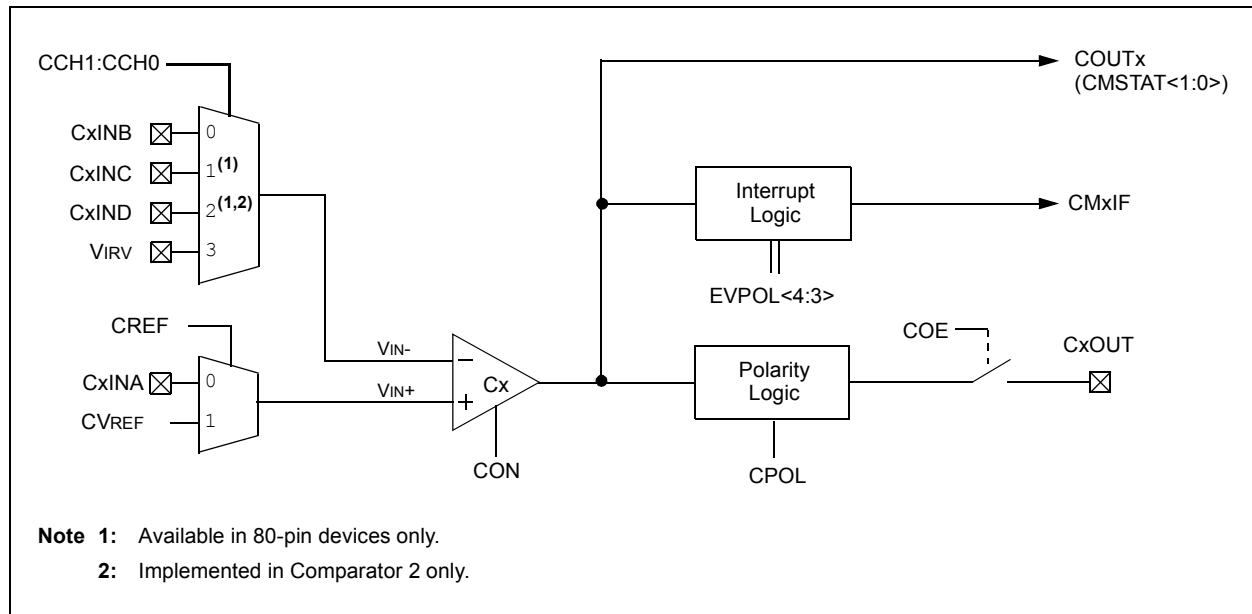 CCH1:CCH0
COUTx
(CMSTAT<1:0>)
CxINB
0
CxINC
1(1)
CxIND
2(1,2)
VIRV
3
Interrupt
Logic
CMxIF
EVPOL<4:3>
CREF
CxINA
0
CVREF
1
VIN-
VIN+
–
+
Cx
CON
Polarity
Logic
CPOL
COE
CxOUT
Note 1: Available in 80-pin devices only.
2: Implemented in Comparator 2 only.